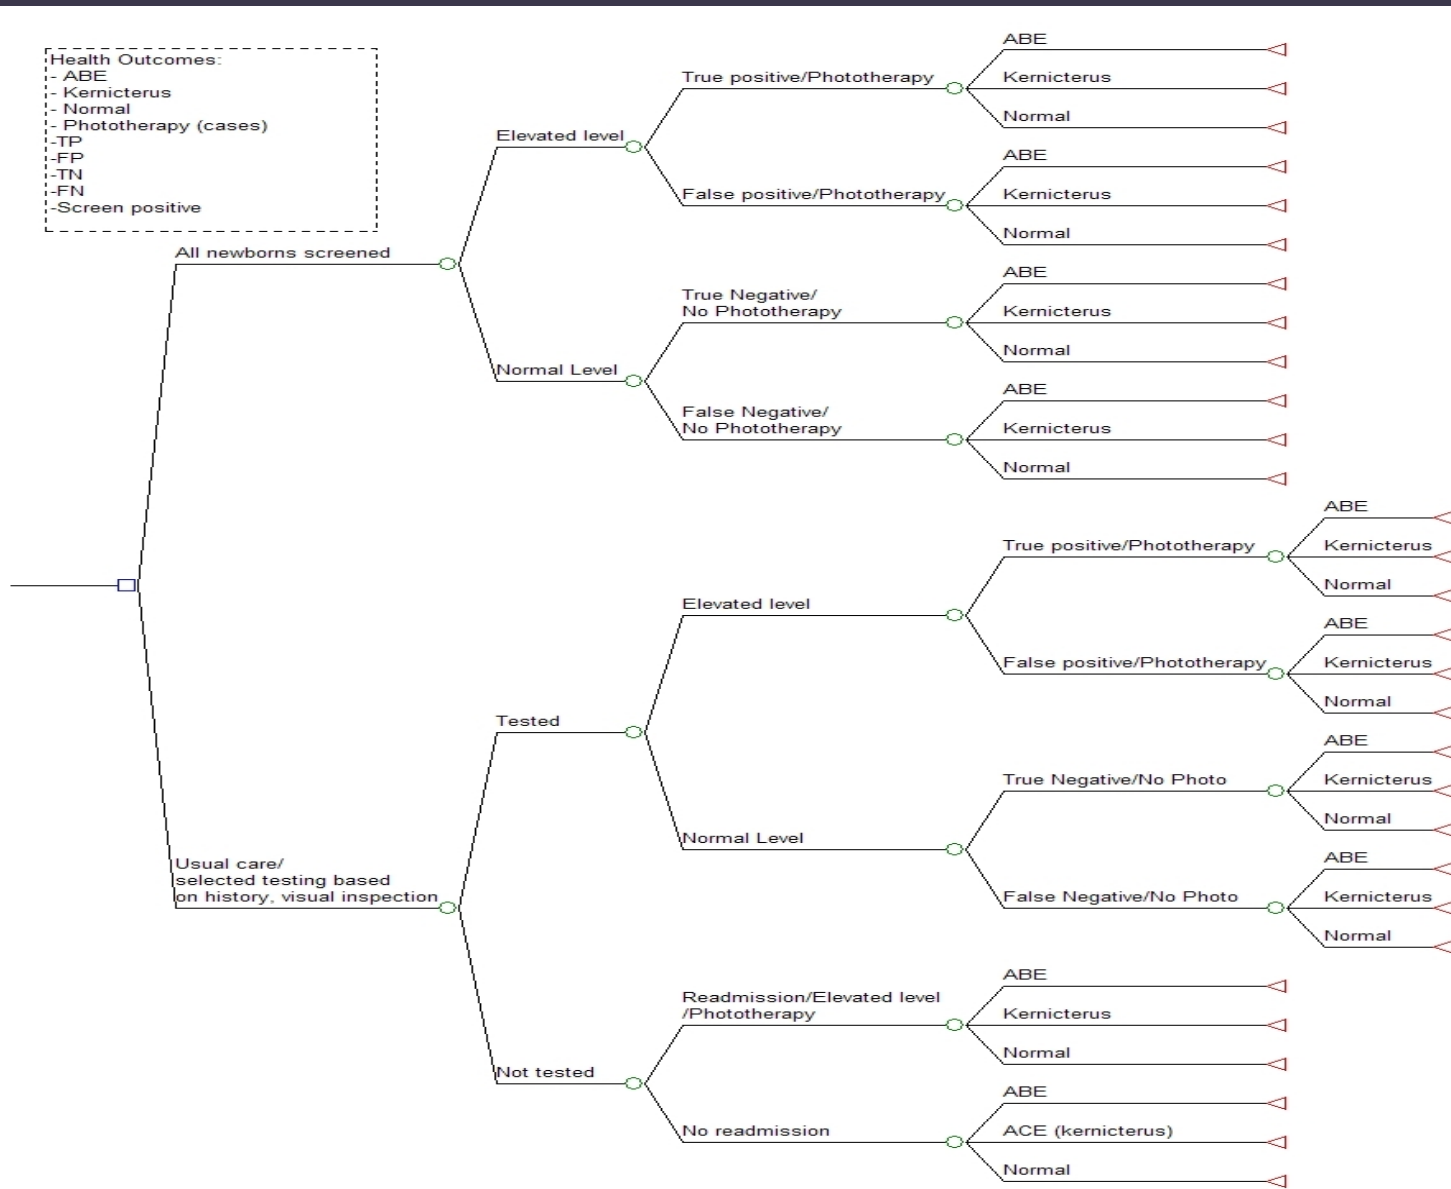 Health Outcomes:
- ABE
- Kernicterus
- Normal
- Phototherapy (cases)
-TP
-FP
-TN
-FN
-Screen positive
All newborns screened
Elevated level
True positive/Phototherapy
ABE
Kernicterus
Normal
False positive/Phototherapy
ABE
Kernicterus
Normal
Normal Level
True Negative/
No Phototherapy
ABE
Kernicterus
Normal
False Negative/
No Phototherapy
ABE
Kernicterus
Normal
Usual care/
selected testing based
on history, visual inspection
Tested
Elevated level
True positive/Phototherapy
ABE
Kernicterus
Normal
False positive/Phototherapy
ABE
Kernicterus
Normal
Normal Level
True Negative/No Photo
ABE
Kernicterus
Normal
False Negative/No Photo
ABE
Kernicterus
Normal
Not tested
Readmission/Elevated level
/Phototherapy
ABE
Kernicterus
Normal
No readmission
ABE
ACE (kernicterus)
Normal